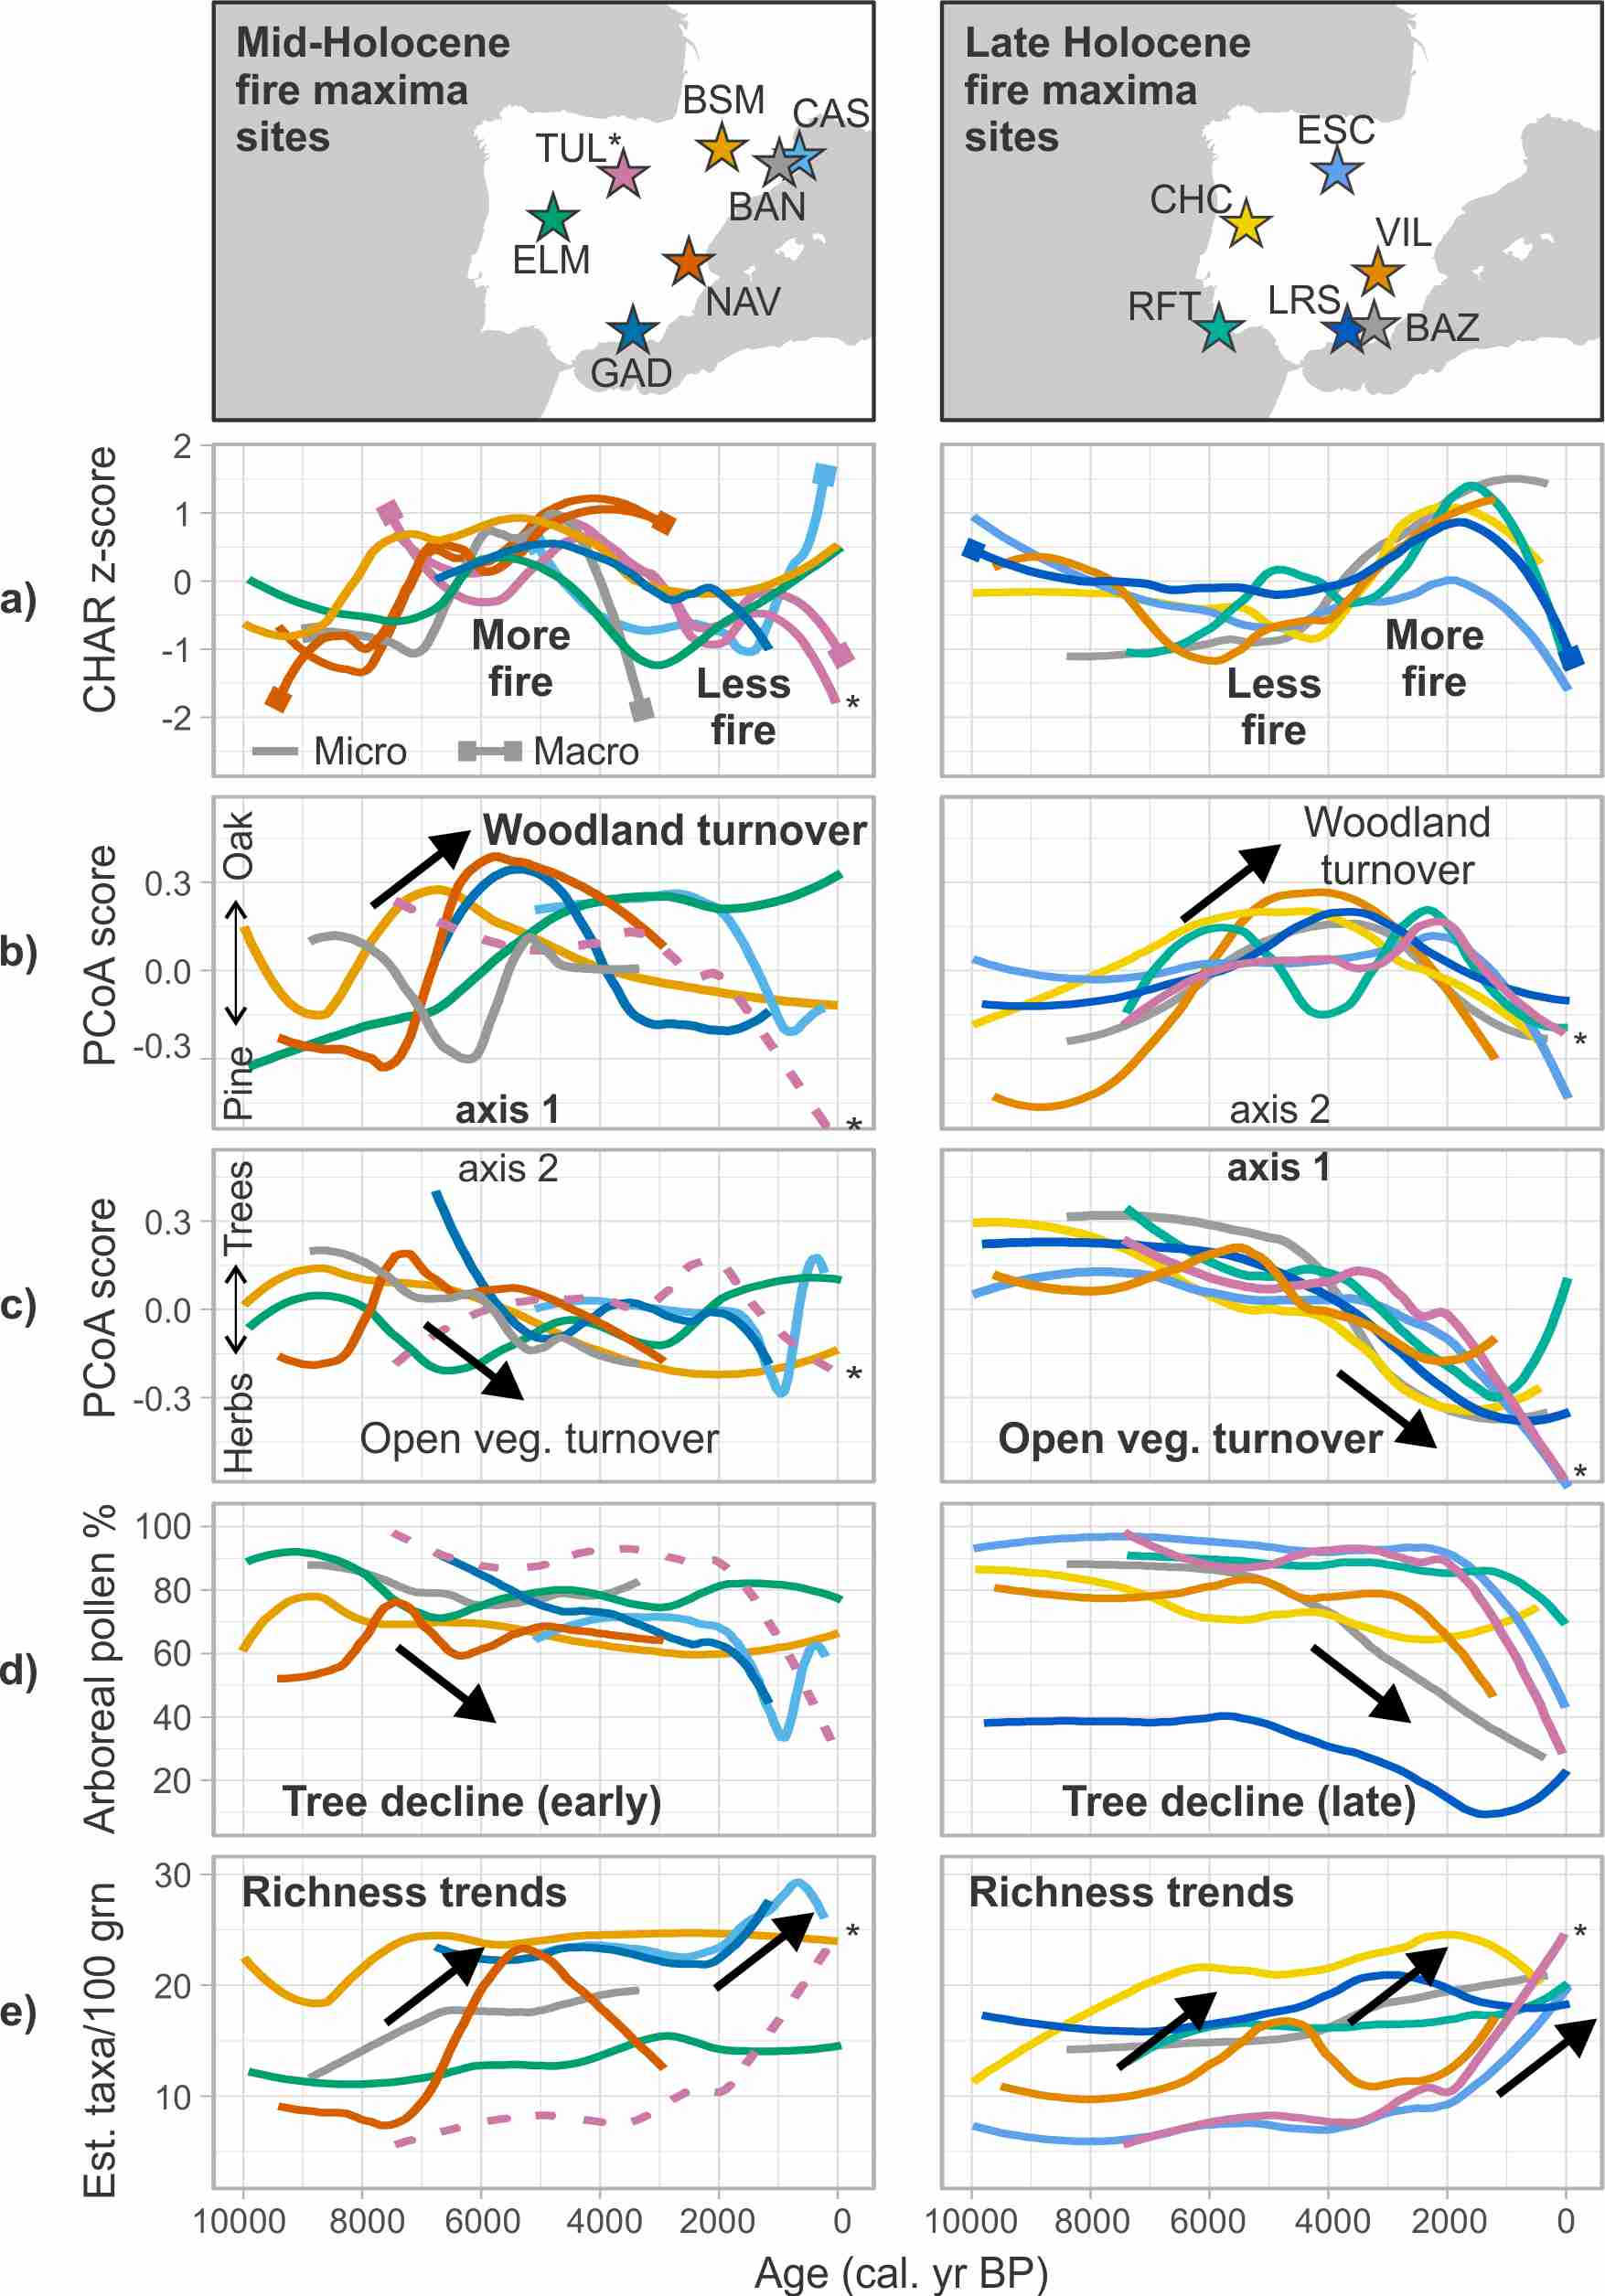 Mid-Holocene
fire maxima
sites
BSM
CAS
TUL*
BAN
ELM
NAV
GAD
Late Holocene
fire maxima
sites
ESC
CHC
VIL
RFT
LRS
BAZ
a)
CHAR z-score
2
1
0
-1
-2
More
fire
Less
fire
*
Micro
Macro
Less
fire
More
fire
b)
PCoA score
0.3
0.0
-0.3
Oak
Pine
Woodland turnover
axis 1
*
Woodland
turnover
axis 2
*
c)
PCoA score
0.3
0.0
-0.3
Trees
Herbs
axis 2
Open veg. turnover
*
axis 1
Open veg. turnover
*
d)
Arboreal pollen %
100
80
60
40
20
Tree decline (early)
Tree decline (late)
e)
Est. taxa/100 grn
30
20
10
Richness trends
*
Richness trends
*
10000 8000 6000 4000 2000 0
10000 8000 6000 4000 2000 0
Age (cal. yr BP)